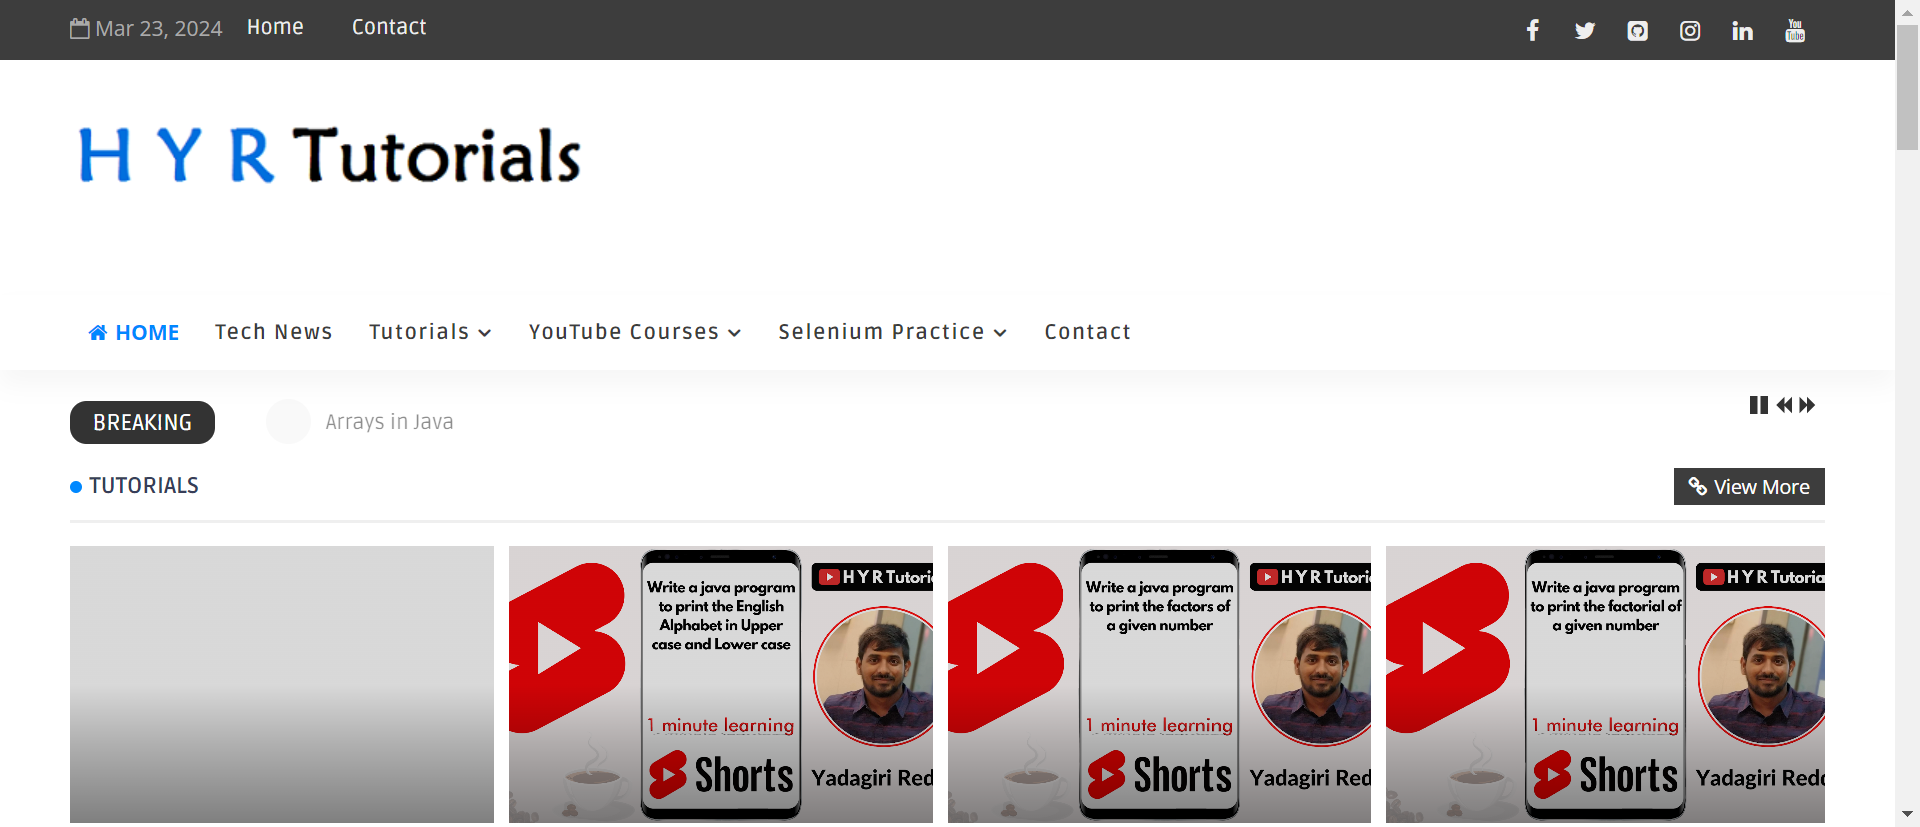 Mar 23, 2024 Home Contact
You
Tube
H Y R Tutorials
HOME Tech News Tutorials YouTube Courses Selenium Practice Contact
BREAKING Arrays in Java
TUTORIALS View More
Write a java program
to print the English
Alphabet in Upper
case and Lower case
1 minute learning
Shorts
H Y R Tutori
Yadagiri Red
Write a java program
to print the factors of
a given number
1 minute learning
Shorts
H Y R Tutori
Yadagiri Red
Write a java program
to print the factorial of
a given number
1 minute learning
Shorts
H Y R Tutoria
Yadagiri Redd